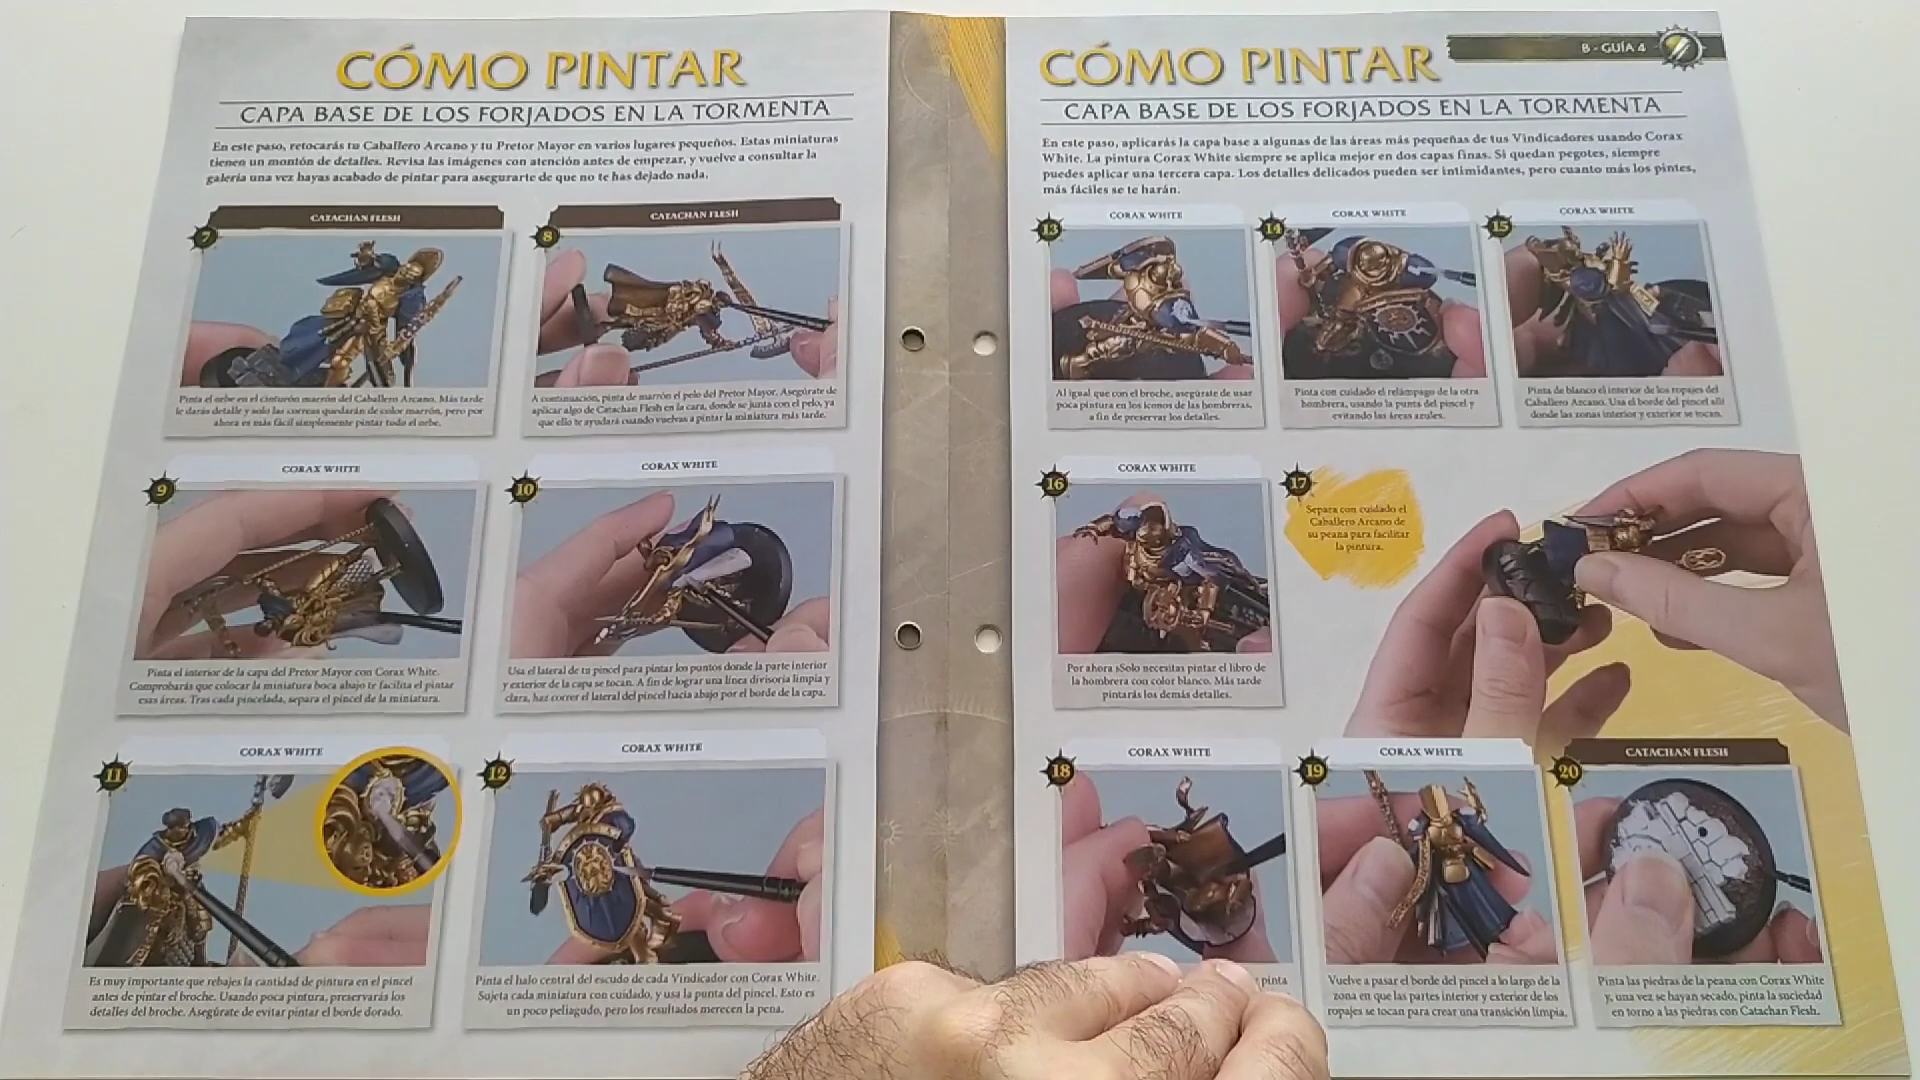 CÓMO PINTAR
CAPA BASE DE LOS FORJADOS EN LA TORMENTA
En este paso, retocarás tu Caballero Arcano y tu Pretor Mayor en varios lugares pequeños. Estas miniaturas
tienen un montón de detalles. Revisa las imágenes con atención antes de empezar, y vuelve a consultar la
galería una vez hayas acabado de pintar para asegurarte de que no te has dejado nada.
7
CATACHAN FLESH
Pinta el orbe en el cinturón marrón del Caballero Arcano. Más tarde
le darás detalle y solo las correas quedarán de color marrón, pero por
ahora es más fácil simplemente pintar todo el orbe.
8
CATACHAN FLESH
A continuación, pinta de marrón el pelo del Pretor Mayor. Asegúrate de
aplicar algo de Catachan Flesh en la cara, donde se junta con el pelo, ya
que ello te ayudará cuando vuelvas a pintar la miniatura más tarde.
9
CORAX WHITE
Pinta el interior de la capa del Pretor Mayor con Corax White.
Comprobarás que colocar la miniatura boca abajo te facilita el pintar
esas áreas. Tras cada pincelada, separa el pincel de la miniatura.
10
CORAX WHITE
Usa el lateral de tu pincel para pintar los puntos donde la parte interior
y exterior de la capa se tocan. A fin de lograr una línea divisoria limpia y
clara, haz correr el lateral del pincel hacia abajo por el borde de la capa.
11
CORAX WHITE
Es muy importante que rebajes la cantidad de pintura en el pincel
antes de pintar el broche. Usando poca pintura, preservarás los
detalles del broche. Asegúrate de evitar pintar el borde dorado.
12
CORAX WHITE
Pinta el halo central del escudo de cada Vindicador con Corax White.
Sujeta cada miniatura con cuidado, y usa la punta del pincel. Esto es
un poco peliagudo, pero los resultados merecen la pena.
B - GUÍA 4
CÓMO PINTAR
CAPA BASE DE LOS FORJADOS EN LA TORMENTA
En este paso, aplicarás la capa base a algunas de las áreas más pequeñas de tus Vindicadores usando Corax
White. La pintura Corax White siempre se aplica mejor en dos capas finas. Si quedan pegotes, siempre
puedes aplicar una tercera capa. Los detalles delicados pueden ser intimidantes, pero cuanto más los pintes,
más fáciles se te harán.
13
CORAX WHITE
Al igual que con el broche, asegúrate de usar
poca pintura en los iconos de las hombreras,
a fin de preservar los detalles.
14
CORAX WHITE
Pinta con cuidado el relámpago de la otra
hombrera, usando la punta del pincel y
evitando las áreas azules.
15
CORAX WHITE
Pinta de blanco el interior de los ropajes del
Caballero Arcano. Usa el borde del pincel allí
donde las zonas interior y exterior se tocan.
16
CORAX WHITE
Por ahora sSolo necesitas pintar el libro de
la hombrera con color blanco. Más tarde
pintarás los demás detalles.
17
Separa con cuidado el
Caballero Arcano de
su peana para facilitar
la pintura.
18
CORAX WHITE
pinta
19
CORAX WHITE
Vuelve a pasar el borde del pincel a lo largo de la
zona en que las partes interior y exterior de los
ropajes se tocan para crear una transición limpia.
20
CATACHAN FLESH
Pinta las piedras de la peana con Corax White
y, una vez se hayan secado, pinta la suciedad
en torno a las piedras con Catachan Flesh.